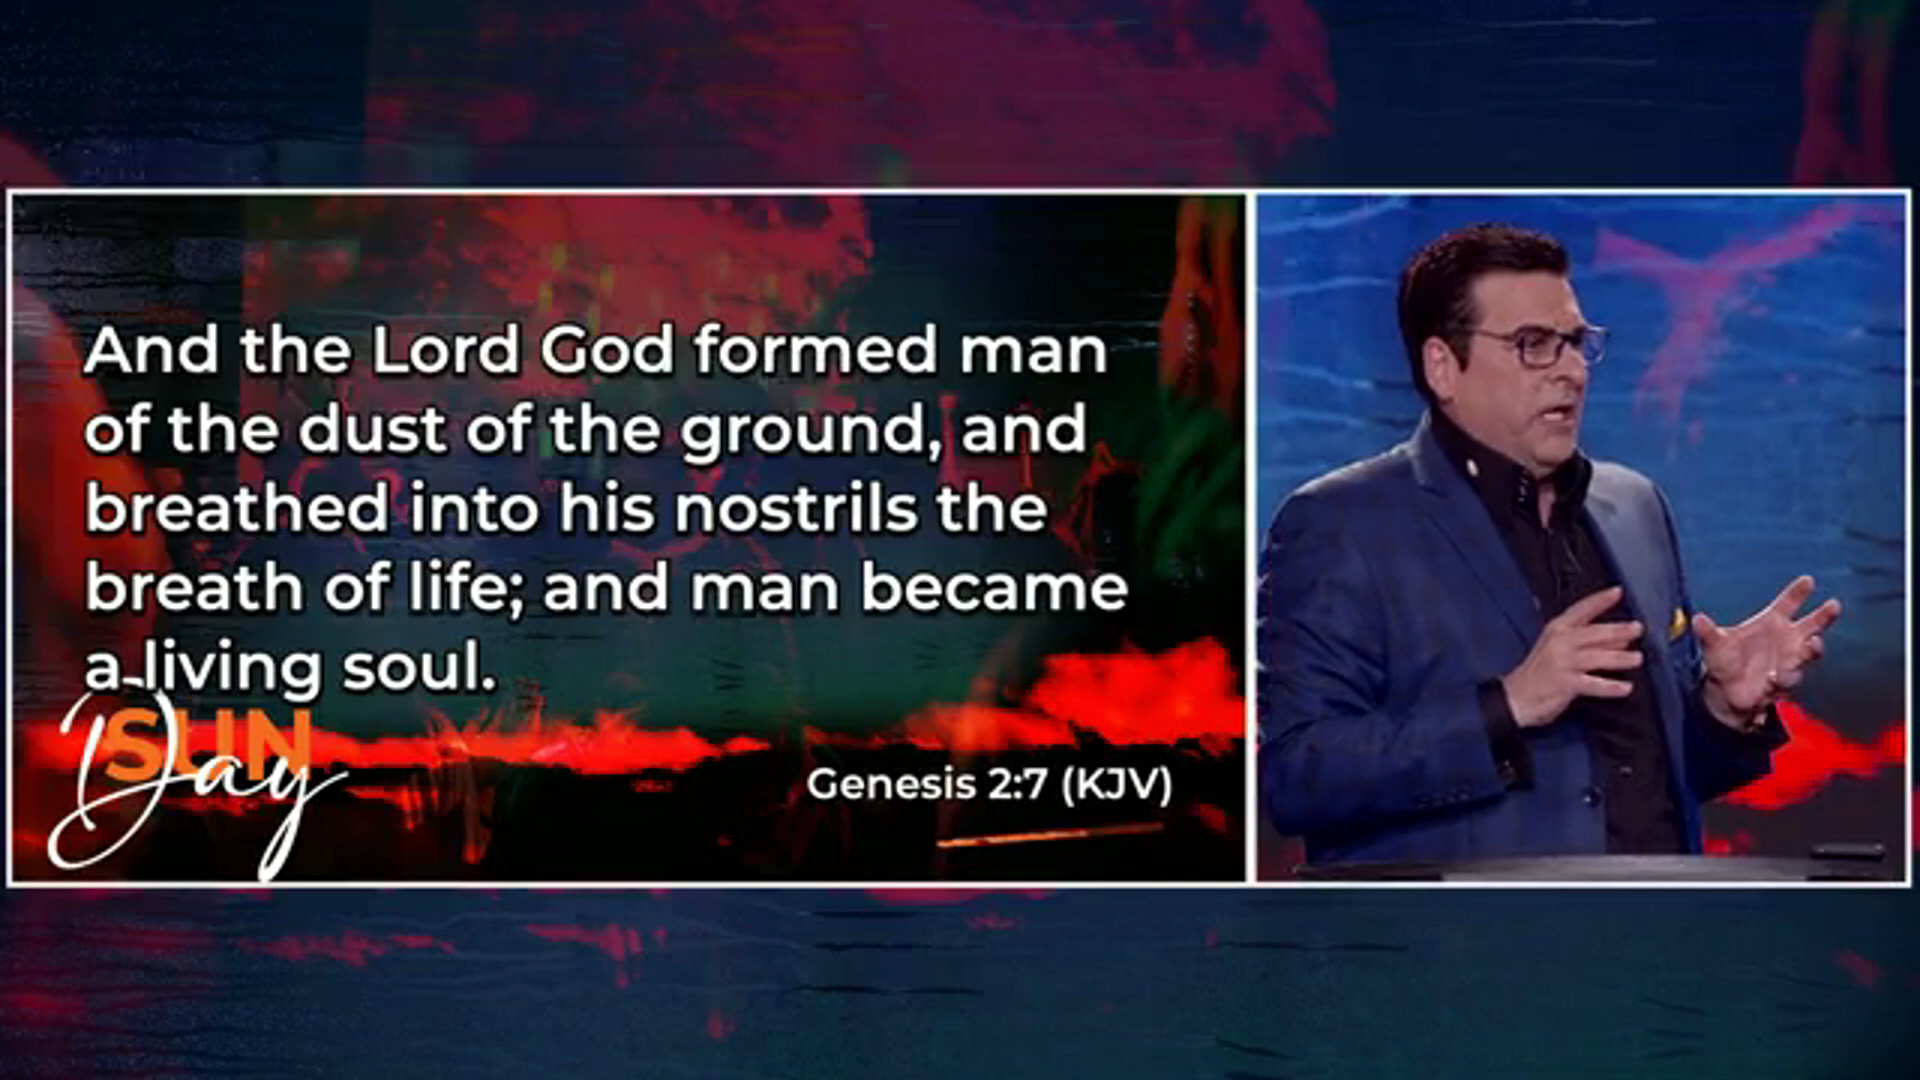 And the Lord God formed man
of the dust of the ground, and
breathed into his nostrils the
breath of life; and man became
a living soul.
SUN
Day
Genesis 2:7 (KJV)